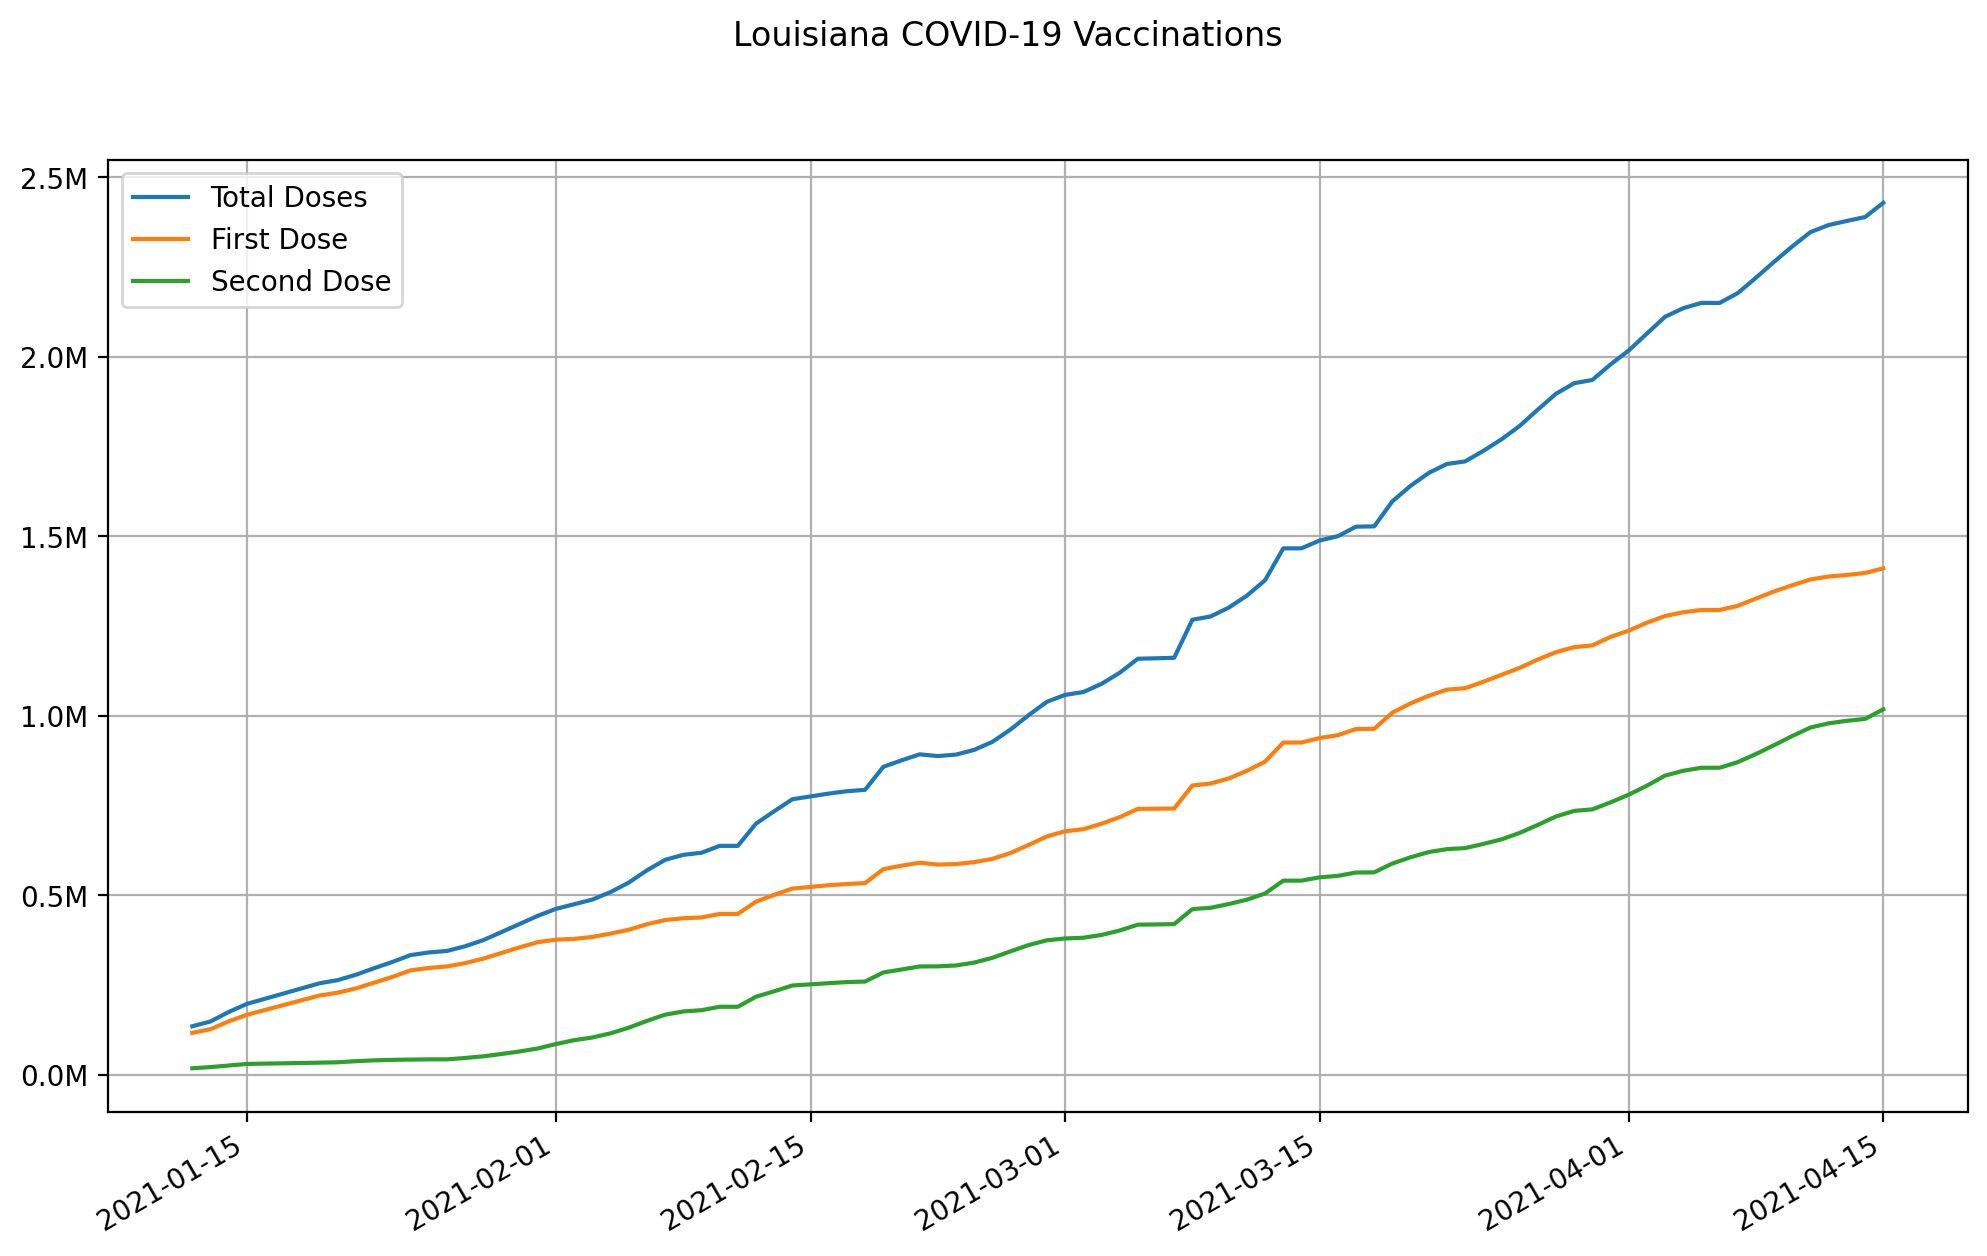 Louisiana COVID-19 Vaccinations
2.5M
2.0M
1.5M
1.0M
0.5M
0.0M
Total Doses
First Dose
Second Dose
2021-01-15
2021-02-01
2021-02-15
2021-03-01
2021-03-15
2021-04-01
2021-04-15